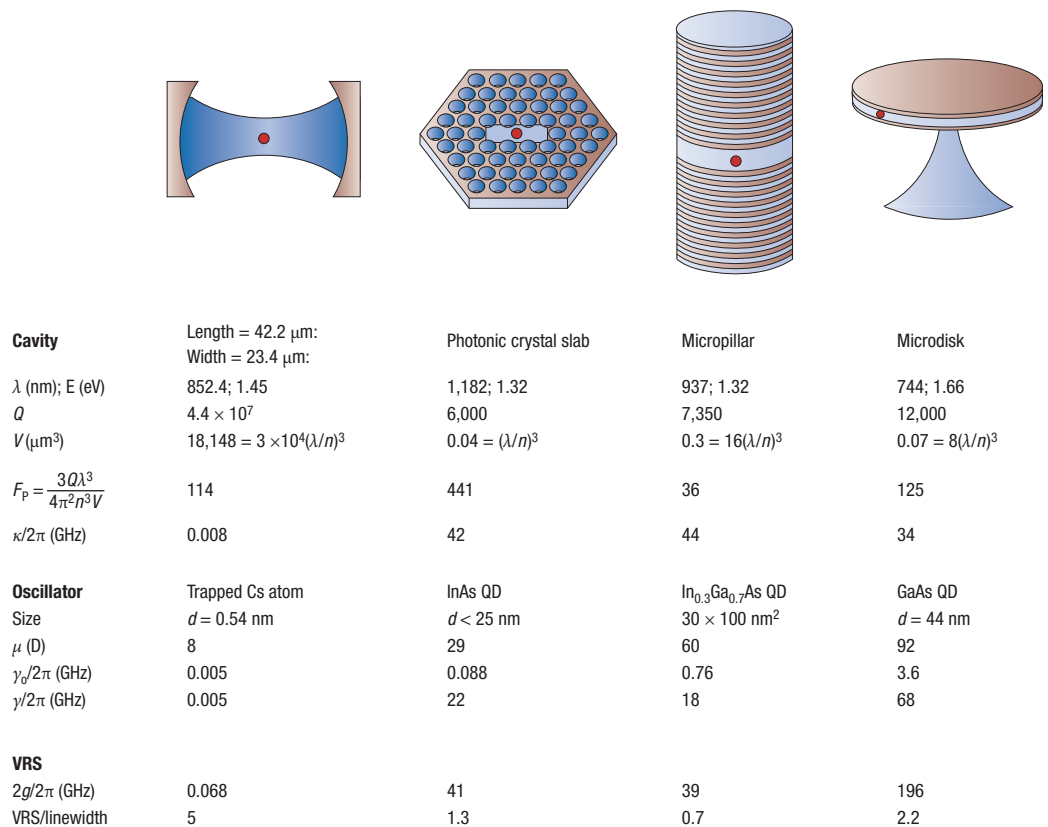 Cavity Length = 42.2 μm: Width = 23.4 μm: Photonic crystal slab Micropillar Microdisk
λ (nm); E (eV) 852.4; 1.45 1,182; 1.32 937; 1.32 744; 1.66
Q 4.4 × 10⁷ 6,000 7,350 12,000
V (μm³) 18,148 = 3 ×10⁴(λ/n)³ 0.04 = (λ/n)³ 0.3 = 16(λ/n)³ 0.07 = 8(λ/n)³
F_P = 3Qλ³/4π²n³V 114 441 36 125
κ/2π (GHz) 0.008 42 44 34
Oscillator Trapped Cs atom InAs QD In₀.₃Ga₀.₇As QD GaAs QD
Size d = 0.54 nm d < 25 nm 30 × 100 nm² d = 44 nm
μ (D) 8 29 60 92
γₒ/2π (GHz) 0.005 0.088 0.76 3.6
γ/2π (GHz) 0.005 22 18 68
VRS
2g/2π (GHz) 0.068 41 39 196
VRS/linewidth 5 1.3 0.7 2.2